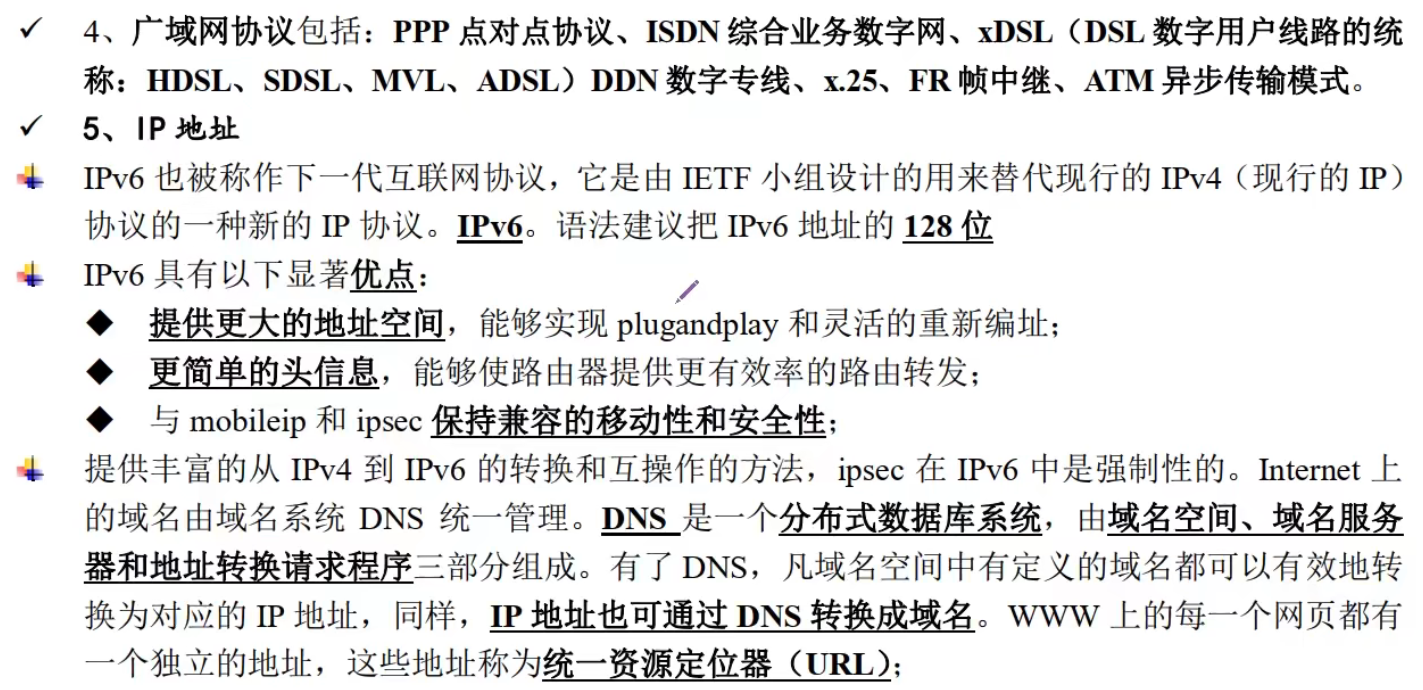 4、广域网协议包括：PPP 点对点协议、ISDN 综合业务数字网、xDSL（DSL 数字用户线路的统
称：HDSL、SDSL、MVL、ADSL）DDN 数字专线、x.25、FR 帧中继、ATM 异步传输模式。
5、IP 地址
IPv6 也被称作下一代互联网协议，它是由 IETF 小组设计的用来替代现行的 IPv4（现行的 IP）
协议的一种新的 IP 协议。IPv6。语法建议把 IPv6 地址的 128 位
IPv6 具有以下显著优点：
提供更大的地址空间，能够实现 plugandplay 和灵活的重新编址；
更简单的头信息，能够使路由器提供更有效率的路由转发；
与 mobileip 和 ipsec 保持兼容的移动性和安全性；
提供丰富的从 IPv4 到 IPv6 的转换和互操作的方法，ipsec 在 IPv6 中是强制性的。Internet 上
的域名由域名系统 DNS 统一管理。DNS 是一个分布式数据库系统，由域名空间、域名服务
器和地址转换请求程序三部分组成。有了 DNS，凡域名空间中有定义的域名都可以有效地转
换为对应的 IP 地址，同样，IP 地址也可通过 DNS 转换成域名。WWW 上的每一个网页都有
一个独立的地址，这些地址称为统一资源定位器（URL）；